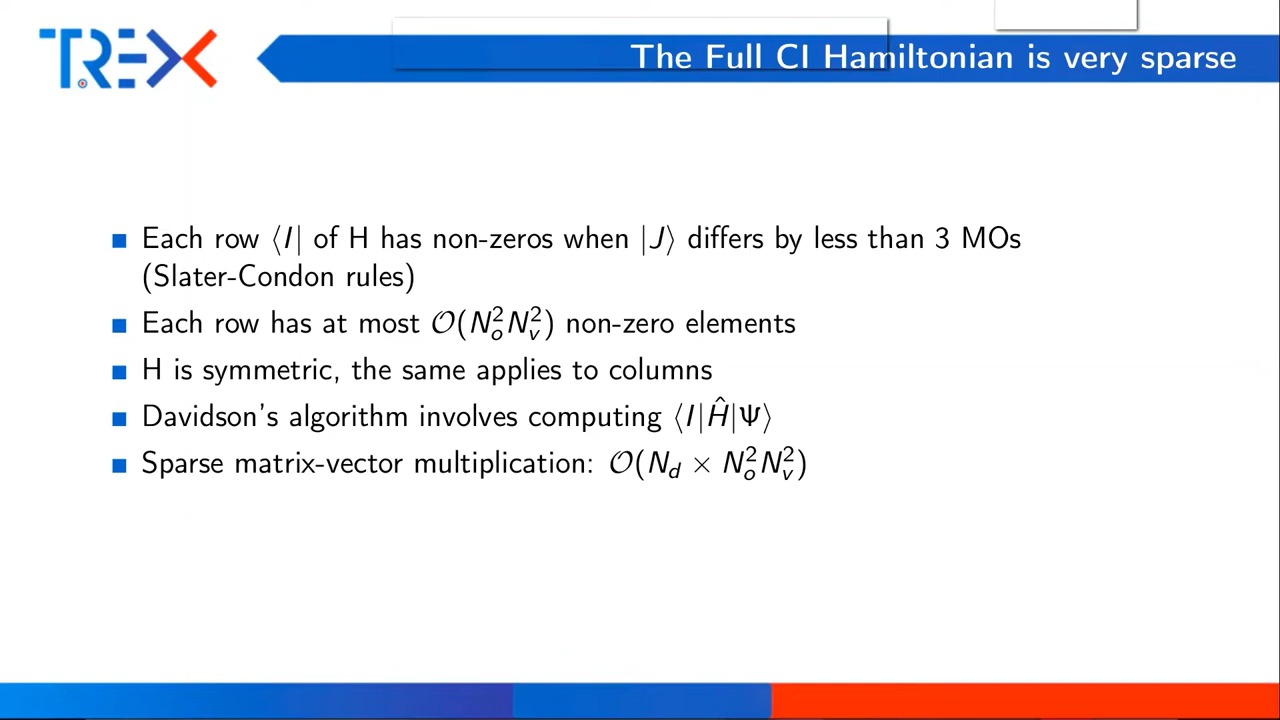 TREX
The Full CI Hamiltonian is very sparse
Each row ⟨I| of H has non-zeros when |J⟩ differs by less than 3 MOs
(Slater-Condon rules)
Each row has at most 𝒪(N_o^2 N_v^2) non-zero elements
H is symmetric, the same applies to columns
Davidson's algorithm involves computing ⟨I|Ĥ|Ψ⟩
Sparse matrix-vector multiplication: 𝒪(N_d × N_o^2 N_v^2)